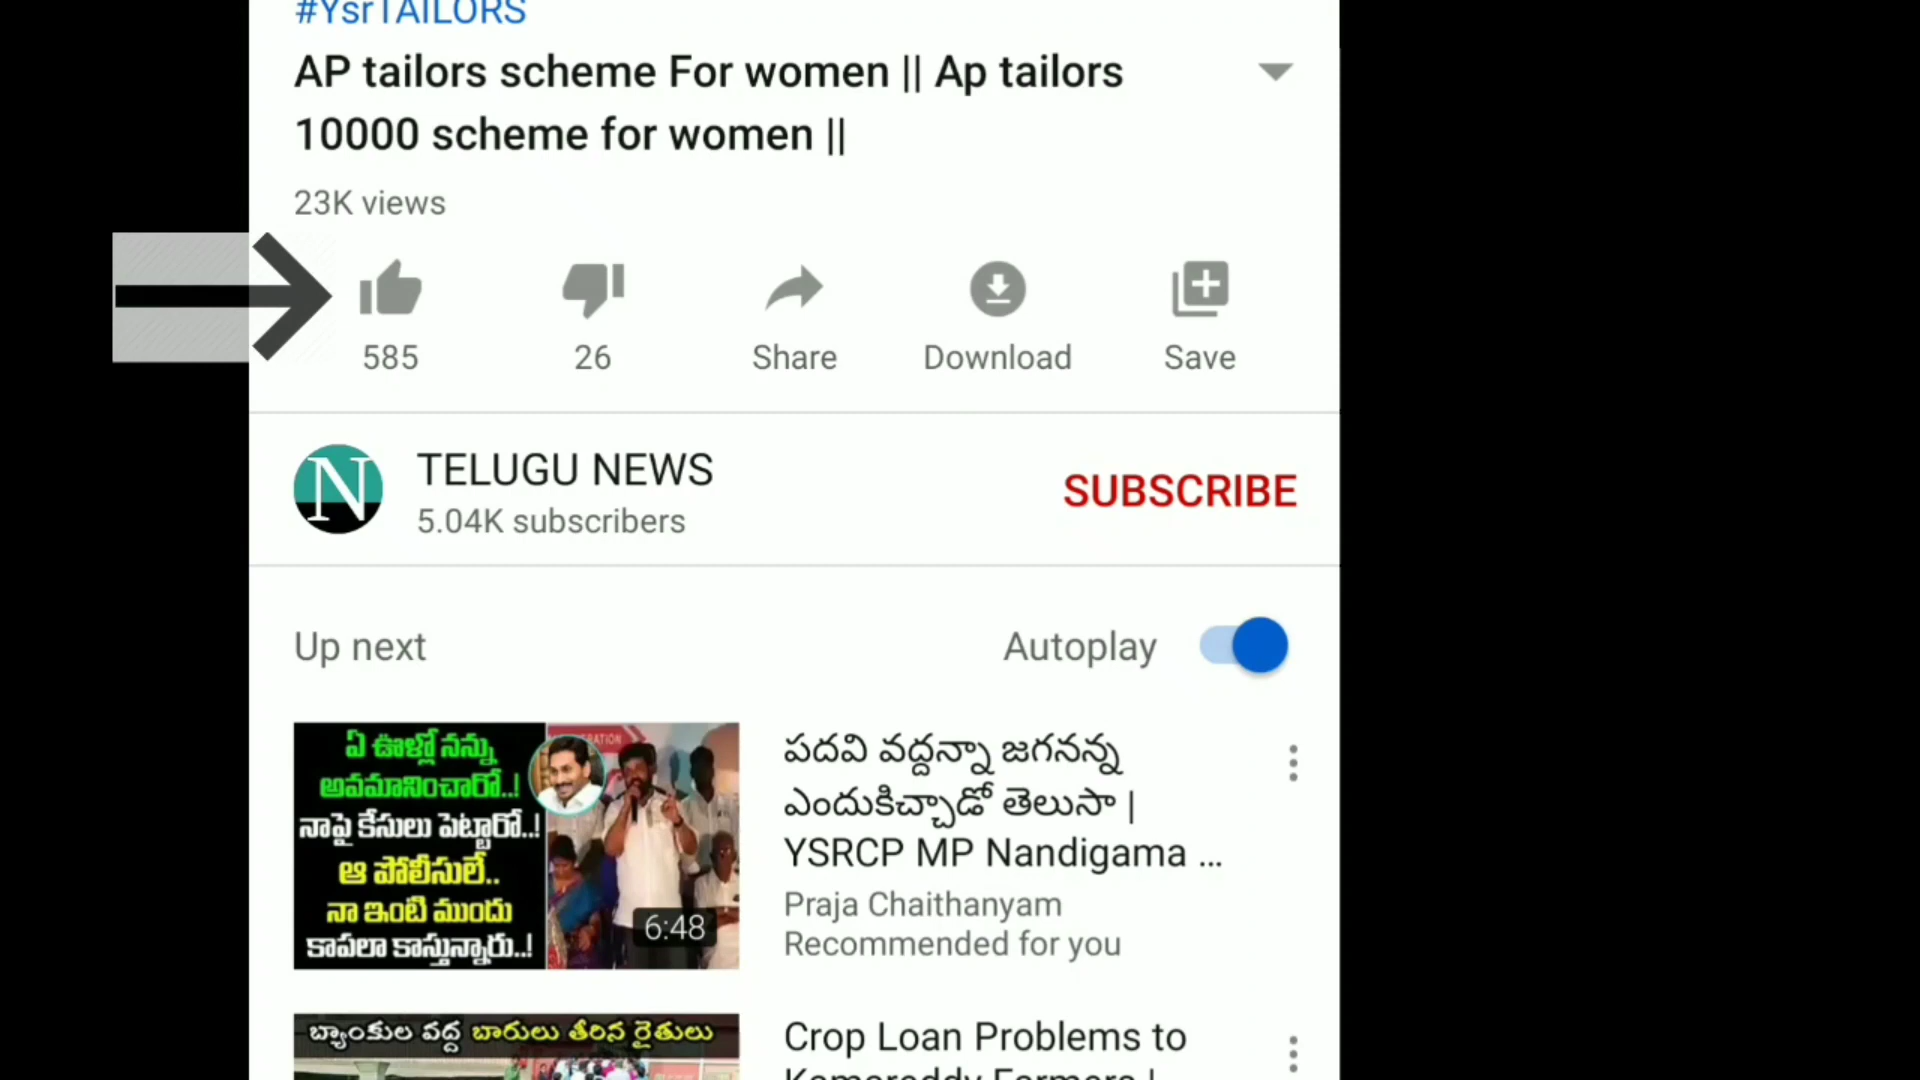 #YsrTAILORS
AP tailors scheme For women || Ap tailors
10000 scheme for women ||
23K views
585
26
Share
Download
Save
N
TELUGU NEWS
5.04K subscribers
SUBSCRIBE
Up next
Autoplay
ఏ ఊళ్లో నన్ను
అవమానించారో..!
నాపై కేసులు పెట్టారో..!
ఆ పోలీసులే..
నా ఇంటి ముందు
కాపలా కాస్తున్నారు..!
6:48
పదవి వద్దన్నా జగనన్న
ఎందుకిచ్చాడో తెలుసా |
YSRCP MP Nandigama ...
Praja Chaithanyam
Recommended for you
బ్యాంకుల వద్ద బారులు తీరిన రైతులు
Crop Loan Problems to
Kamareddy Farmers |